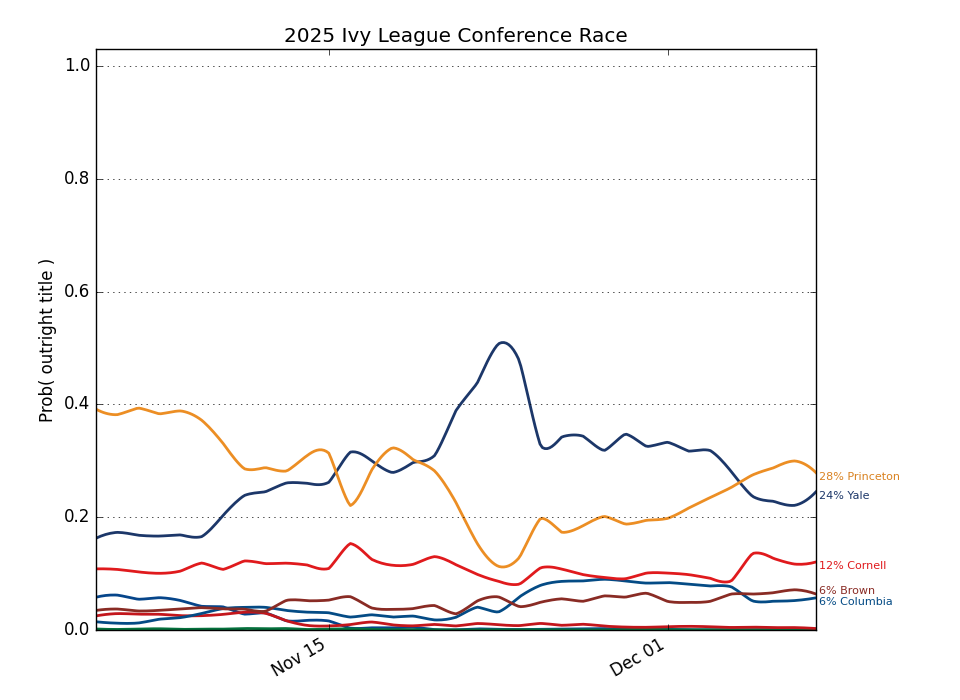 2025 Ivy League Conference Race
1.0
0.8
0.6
0.4
0.2
0.0
Prob( outright title )
Nov 15
Dec 01
28% Princeton
24% Yale
12% Cornell
6% Brown
6% Columbia